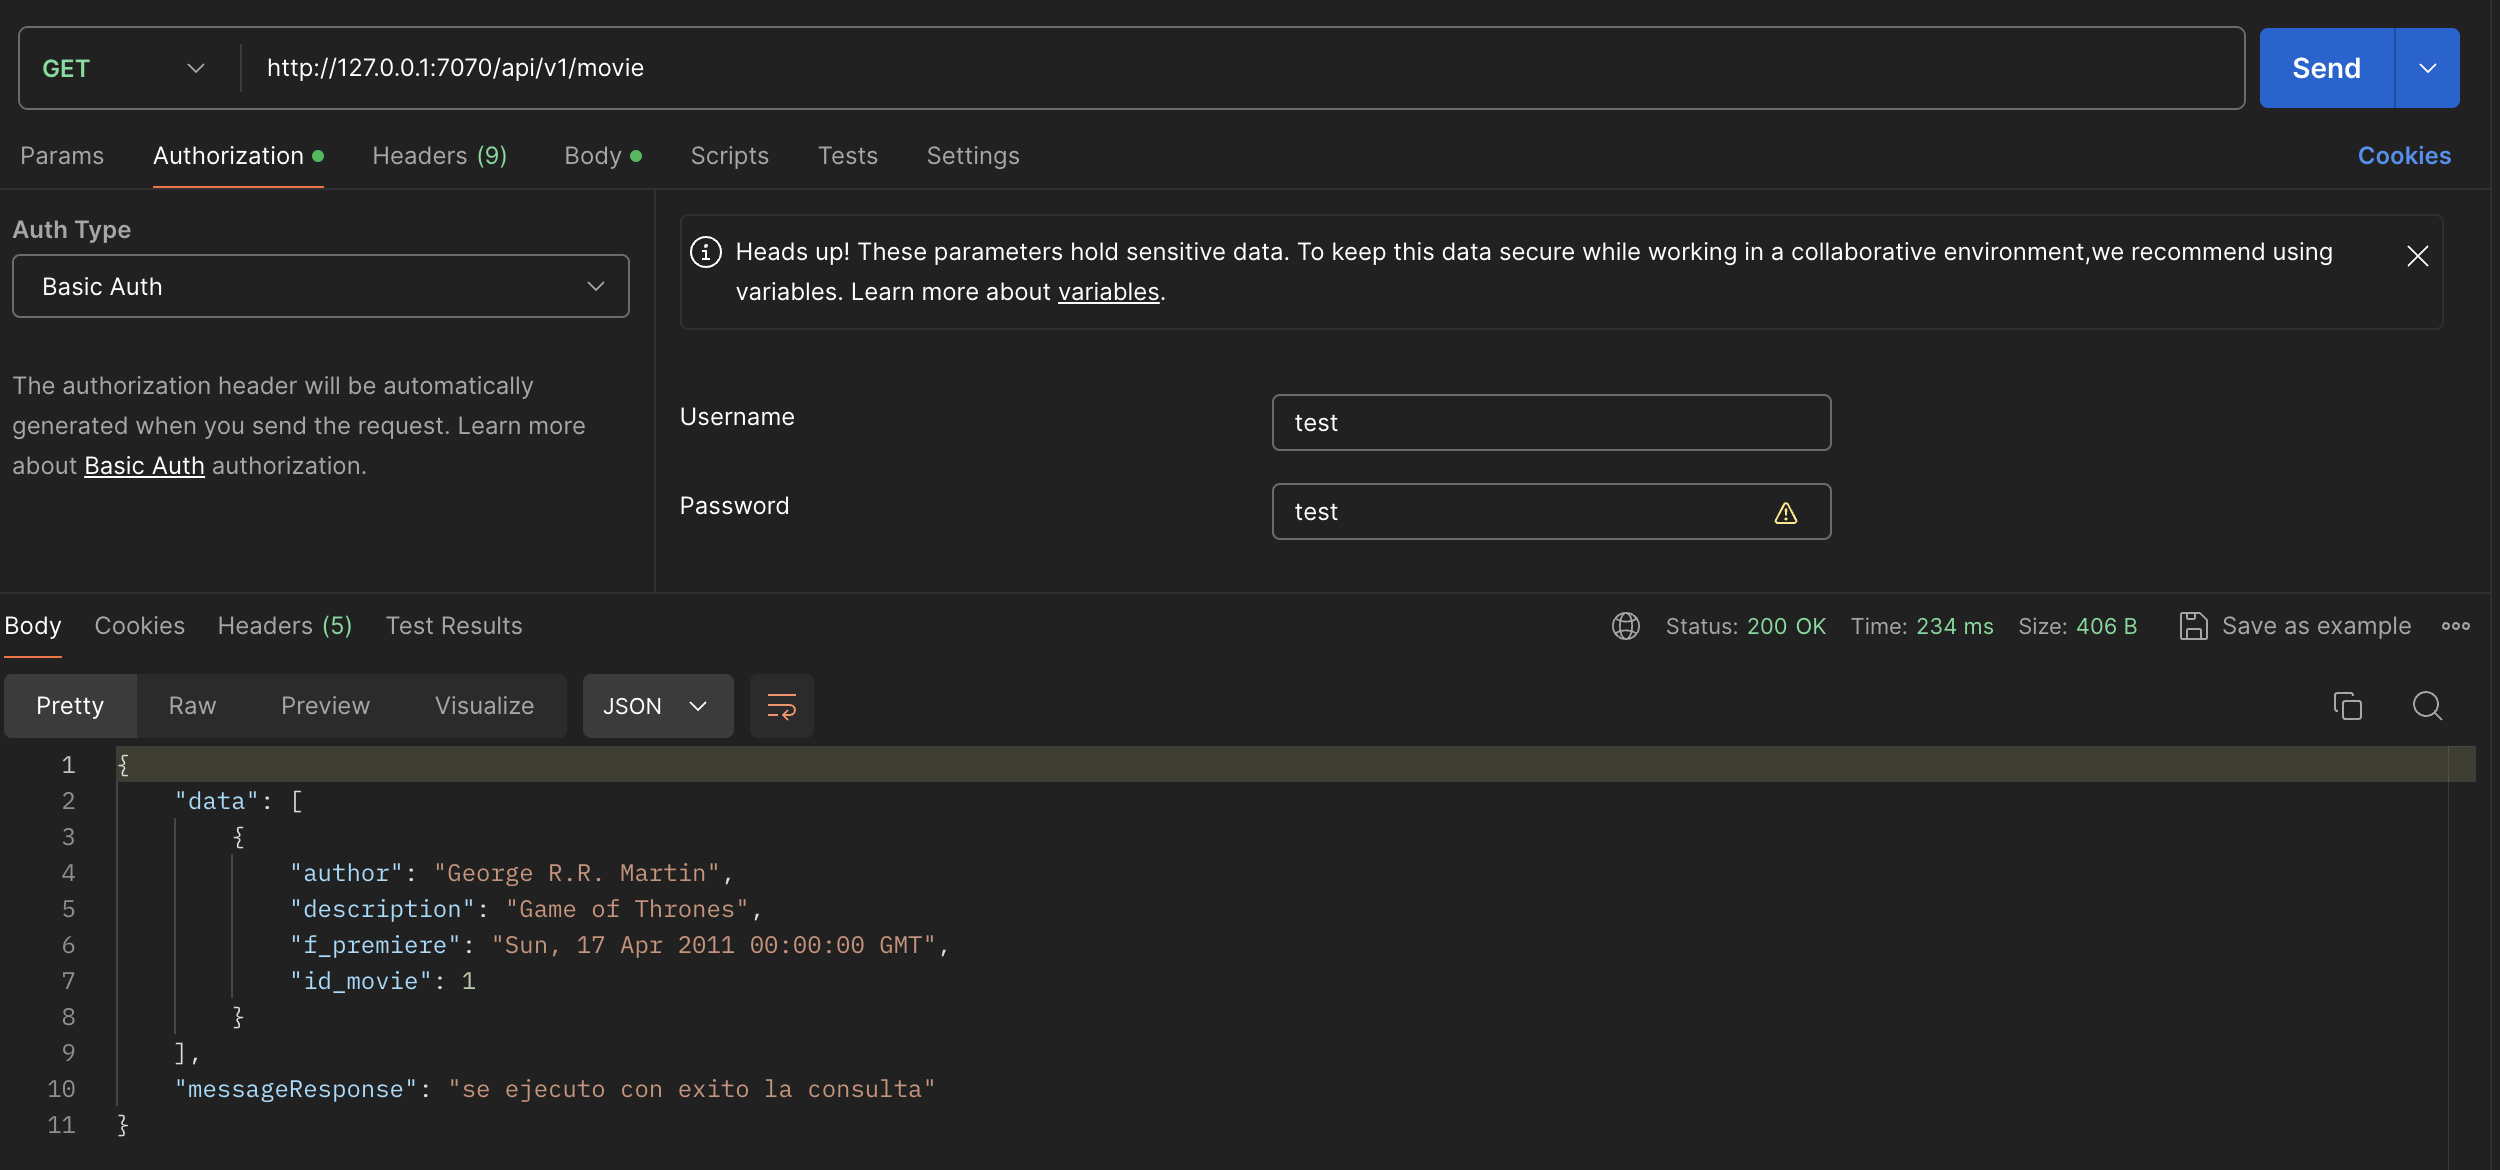 GET http://127.0.0.1:7070/api/v1/movie Send
Params Authorization Headers (9) Body Scripts Tests Settings Cookies
Auth Type
Basic Auth
The authorization header will be automatically
generated when you send the request. Learn more
about Basic Auth authorization.
Heads up! These parameters hold sensitive data. To keep this data secure while working in a collaborative environment,we recommend using
variables. Learn more about variables.
Username test
Password test
Body Cookies Headers (5) Test Results Status: 200 OK Time: 234 ms Size: 406 B Save as example
Pretty Raw Preview Visualize JSON
1 {
2 "data": [
3 {
4 "author": "George R.R. Martin",
5 "description": "Game of Thrones",
6 "f_premiere": "Sun, 17 Apr 2011 00:00:00 GMT",
7 "id_movie": 1
8 }
9 ],
10 "messageResponse": "se ejecuto con exito la consulta"
11 }